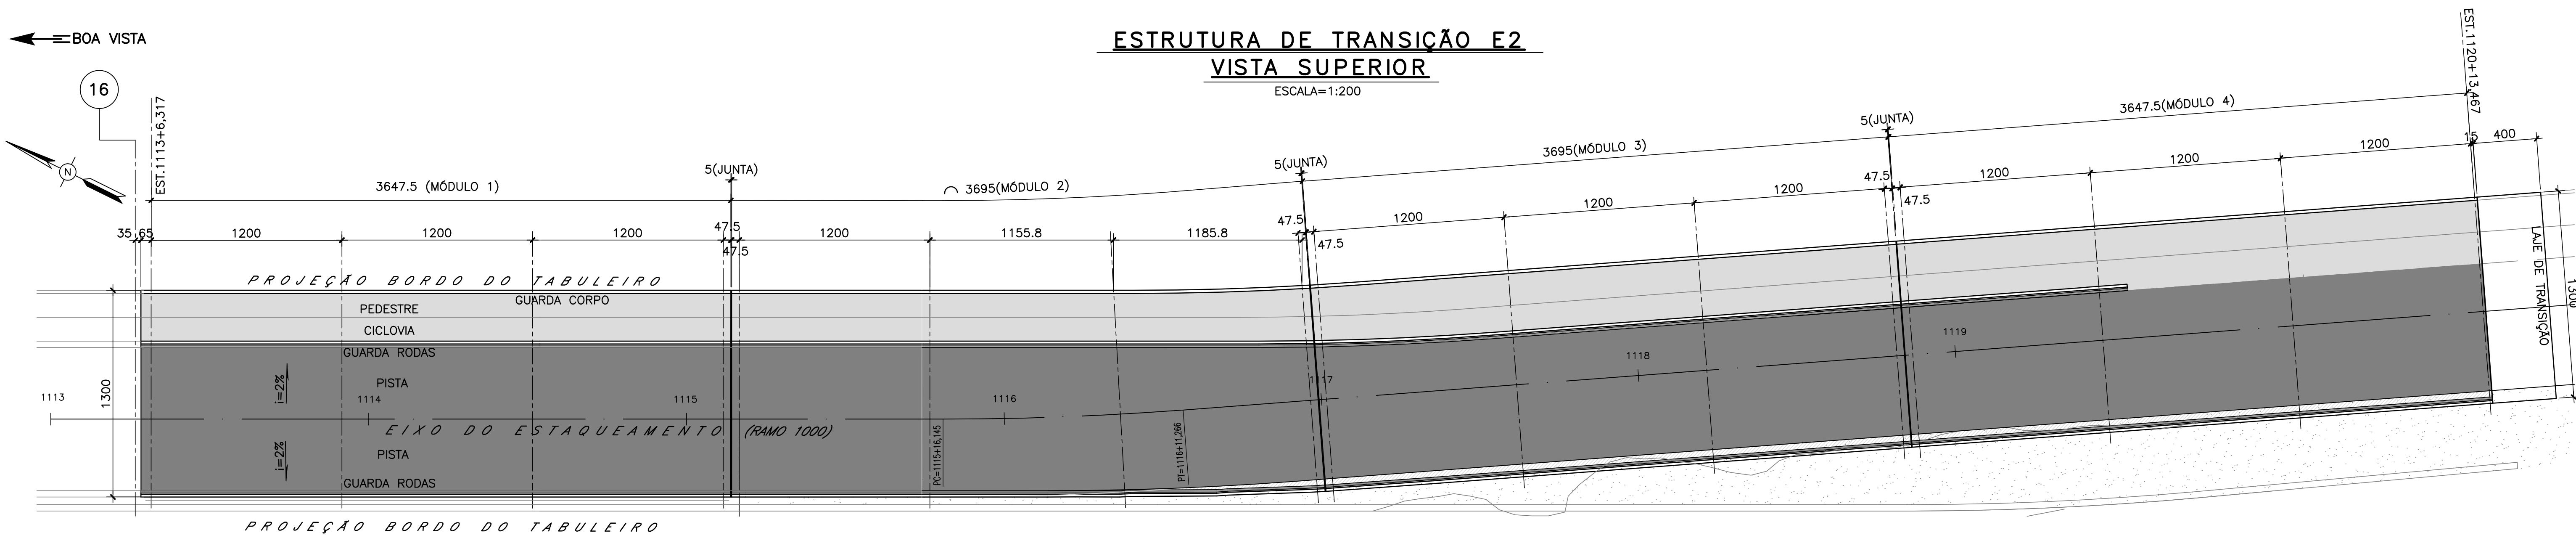 ESTRUTURA DE TRANSIÇÃO E2
VISTA SUPERIOR
ESCALA=1:200
BOA VISTA
16
N
EST.1113+6,317
EST.1120+13,467
3647.5 (MÓDULO 1)
5(JUNTA)
3695(MÓDULO 2)
5(JUNTA)
3695(MÓDULO 3)
5(JUNTA)
3647.5(MÓDULO 4)
35
65
1200
1200
1200
47.5
47.5
1200
1155.8
1185.8
47.5
47.5
1200
1200
1200
47.5
47.5
1200
1200
1200
15
400
PROJEÇÃO BORDO DO TABULEIRO
GUARDA CORPO
PEDESTRE
CICLOVIA
GUARDA RODAS
PISTA
i=2%
1300
1113
1114
1115
1116
1117
1118
1119
EIXO DO ESTAQUEAMENTO (RAMO 1000)
i=2%
PISTA
GUARDA RODAS
PC=1115+16,145
PT=1116+11,266
LAJE DE TRANSIÇÃO
1300
PROJEÇÃO BORDO DO TABULEIRO